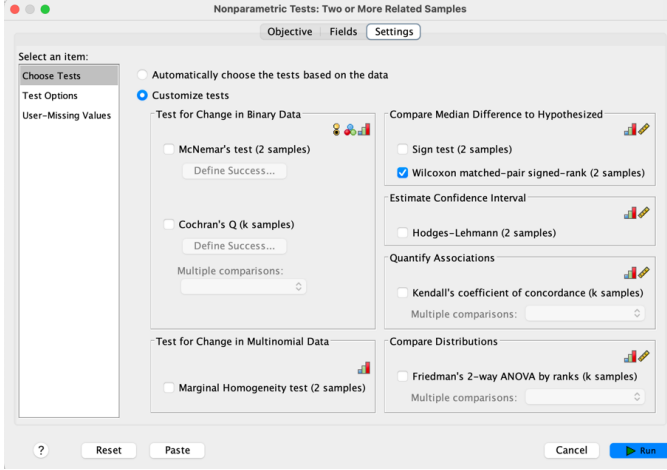 Nonparametric Tests: Two or More Related Samples
Objective Fields Settings
Select an item:
Choose Tests
Test Options
User-Missing Values
Automatically choose the tests based on the data
Customize tests
Test for Change in Binary Data
McNemar's test (2 samples)
Define Success...
Cochran's Q (k samples)
Define Success...
Multiple comparisons:
Test for Change in Multinomial Data
Marginal Homogeneity test (2 samples)
Compare Median Difference to Hypothesized
Sign test (2 samples)
Wilcoxon matched-pair signed-rank (2 samples)
Estimate Confidence Interval
Hodges-Lehmann (2 samples)
Quantify Associations
Kendall's coefficient of concordance (k samples)
Multiple comparisons:
Compare Distributions
Friedman's 2-way ANOVA by ranks (k samples)
Multiple comparisons:
? Reset Paste Cancel Run